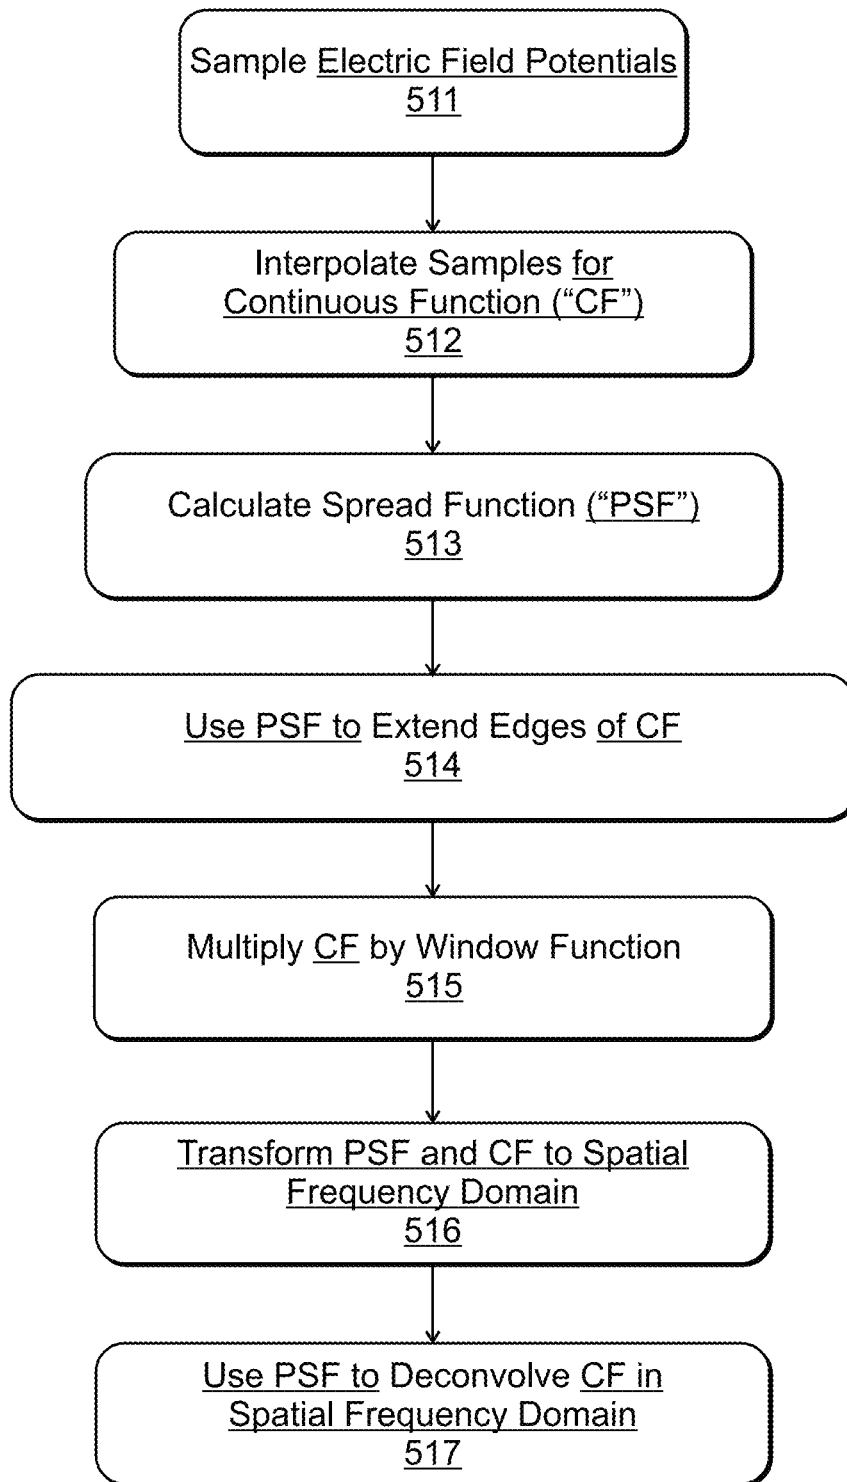 Sample Electric Field Potentials
511
Interpolate Samples for
Continuous Function (“CF”)
512
Calculate Spread Function (“PSF”)
513
Use PSF to Extend Edges of CF
514
Multiply CF by Window Function
515
Transform PSF and CF to Spatial
Frequency Domain
516
Use PSF to Deconvolve CF in
Spatial Frequency Domain
517